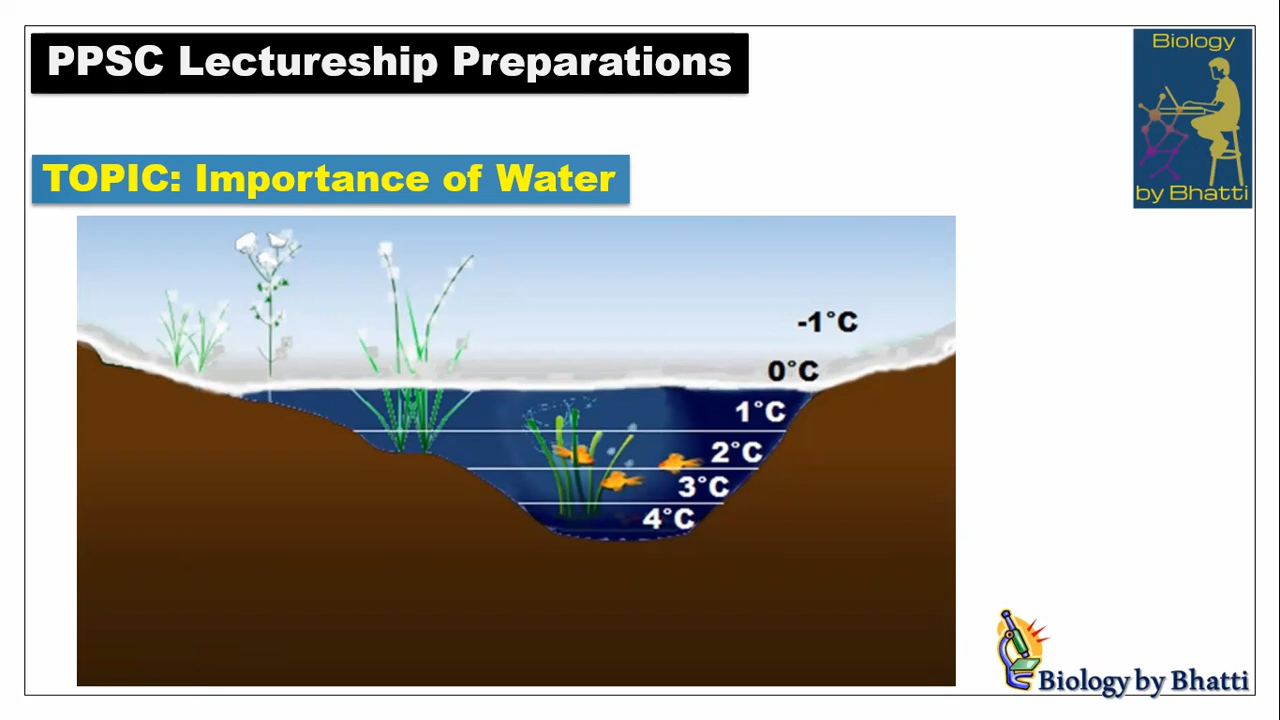 PPSC Lectureship Preparations
Biology
by Bhatti
TOPIC: Importance of Water
-1°C
0°C
1°C
2°C
3°C
4°C
Biology by Bhatti